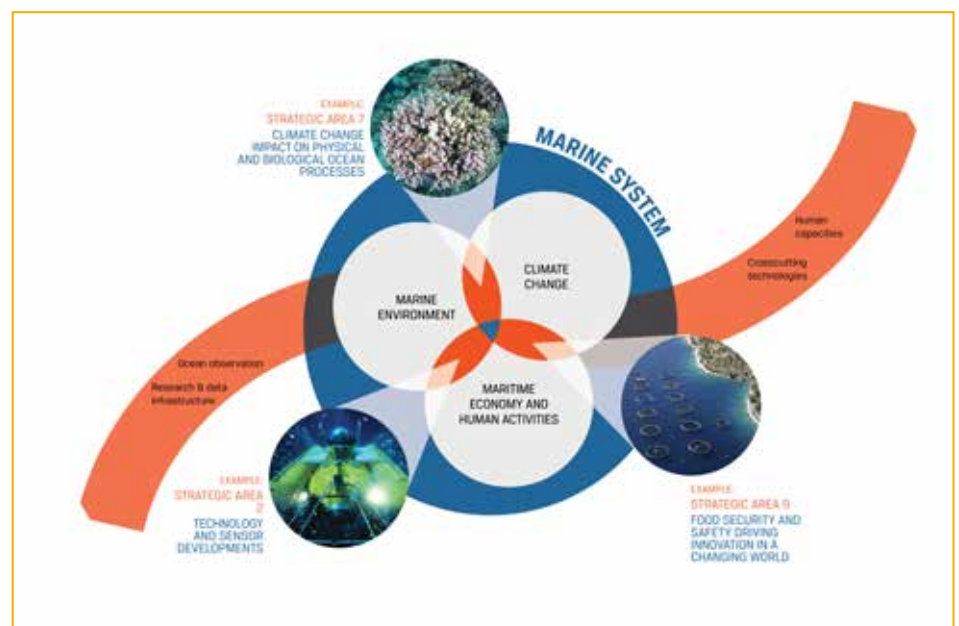 EXAMPLE:
STRATEGIC AREA 7
CLIMATE CHANGE
IMPACT ON PHYSICAL
AND BIOLOGICAL OCEAN
PROCESSES
MARINE SYSTEM
Human
capacities
Crosscutting
technologies
CLIMATE
CHANGE
MARINE
ENVIRONMENT
Ocean observation
Research & data
infrastructure
MARITIME
ECONOMY AND
HUMAN ACTIVITIES
EXAMPLE:
STRATEGIC AREA
2
TECHNOLOGY
AND SENSOR
DEVELOPMENTS
EXAMPLE:
STRATEGIC AREA 9
FOOD SECURITY AND
SAFETY DRIVING
INNOVATION IN A
CHANGING WORLD